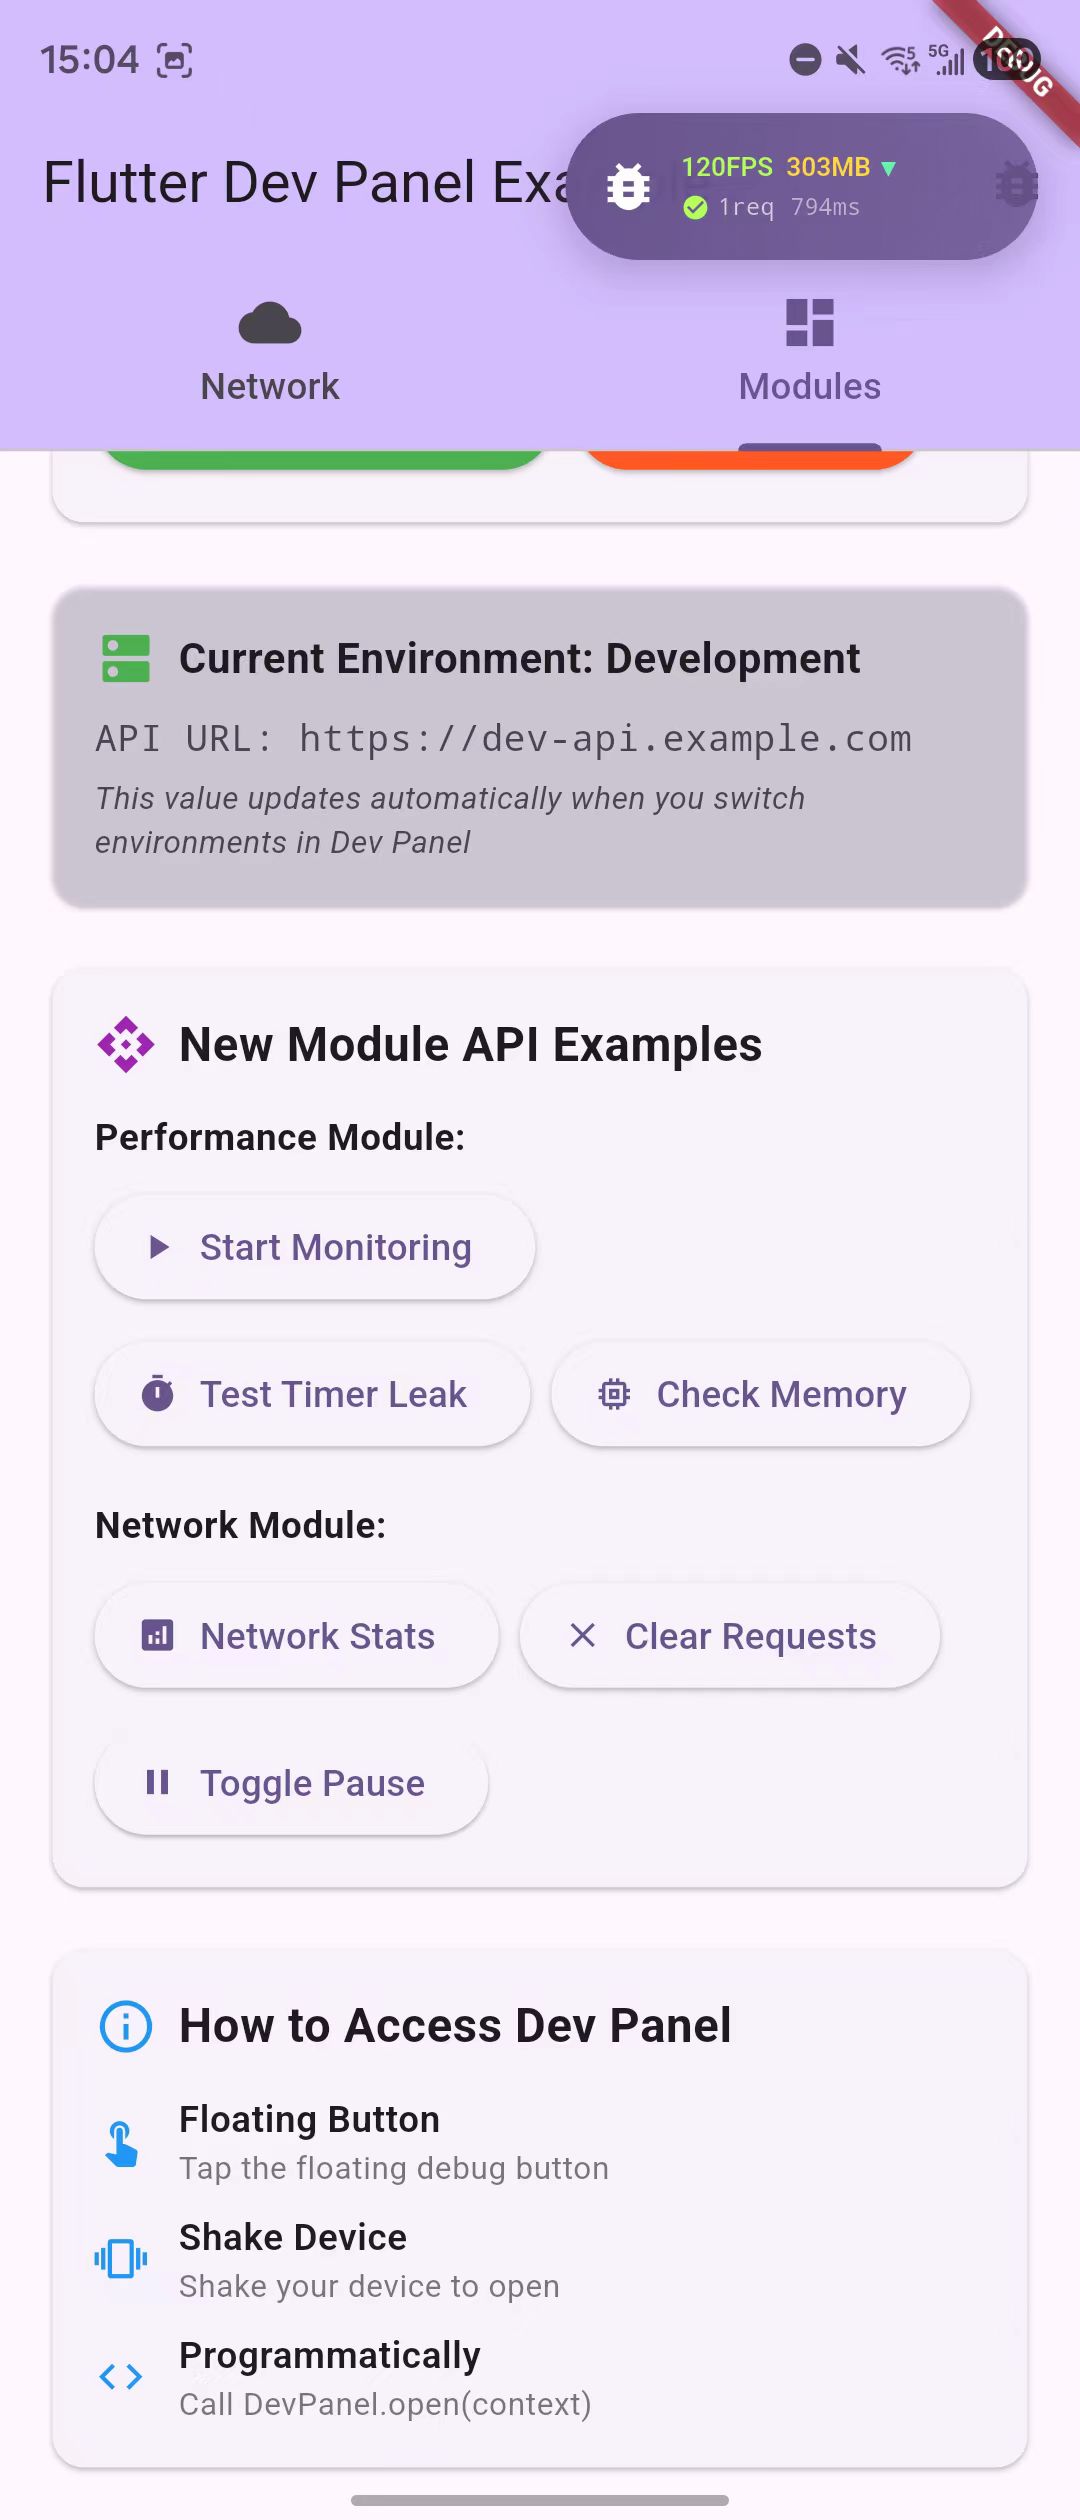 15:04
5
5G
100
DEBUG
Flutter Dev Panel Exa
120FPS 303MB ▼
1req 794ms
Network
Modules
Current Environment: Development
API URL: https://dev-api.example.com
This value updates automatically when you switch
environments in Dev Panel
New Module API Examples
Performance Module:
Start Monitoring
Test Timer Leak
Check Memory
Network Module:
Network Stats
Clear Requests
Toggle Pause
How to Access Dev Panel
Floating Button
Tap the floating debug button
Shake Device
Shake your device to open
Programmatically
Call DevPanel.open(context)